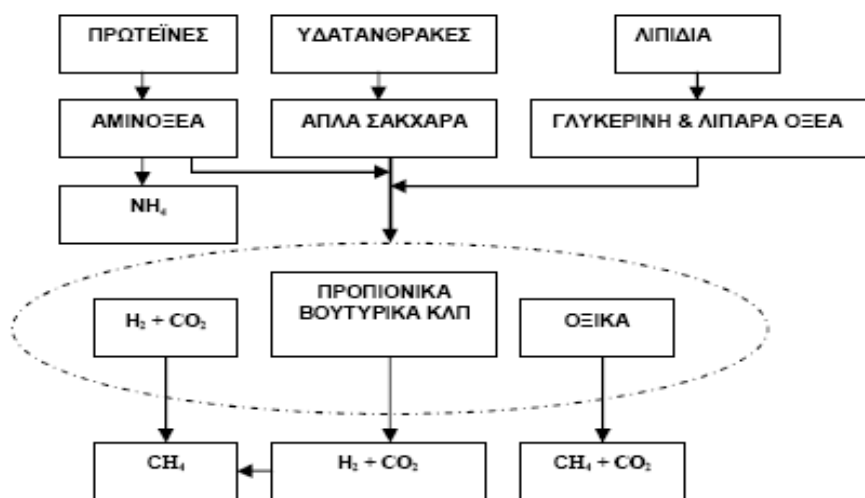 ΠΡΩΤΕΪΝΕΣ
ΥΔΑΤΑΝΘΡΑΚΕΣ
ΛΙΠΙΔΙΑ
ΑΜΙΝΟΞΕΑ
ΑΠΛΑ ΣΑΚΧΑΡΑ
ΓΛΥΚΕΡΙΝΗ & ΛΙΠΑΡΑ ΟΞΕΑ
NH₄
H₂ + CO₂
ΠΡΟΠΙΟΝΙΚΑ
ΒΟΥΤΥΡΙΚΑ ΚΛΠ
ΟΞΙΚΑ
CH₄
H₂ + CO₂
CH₄ + CO₂